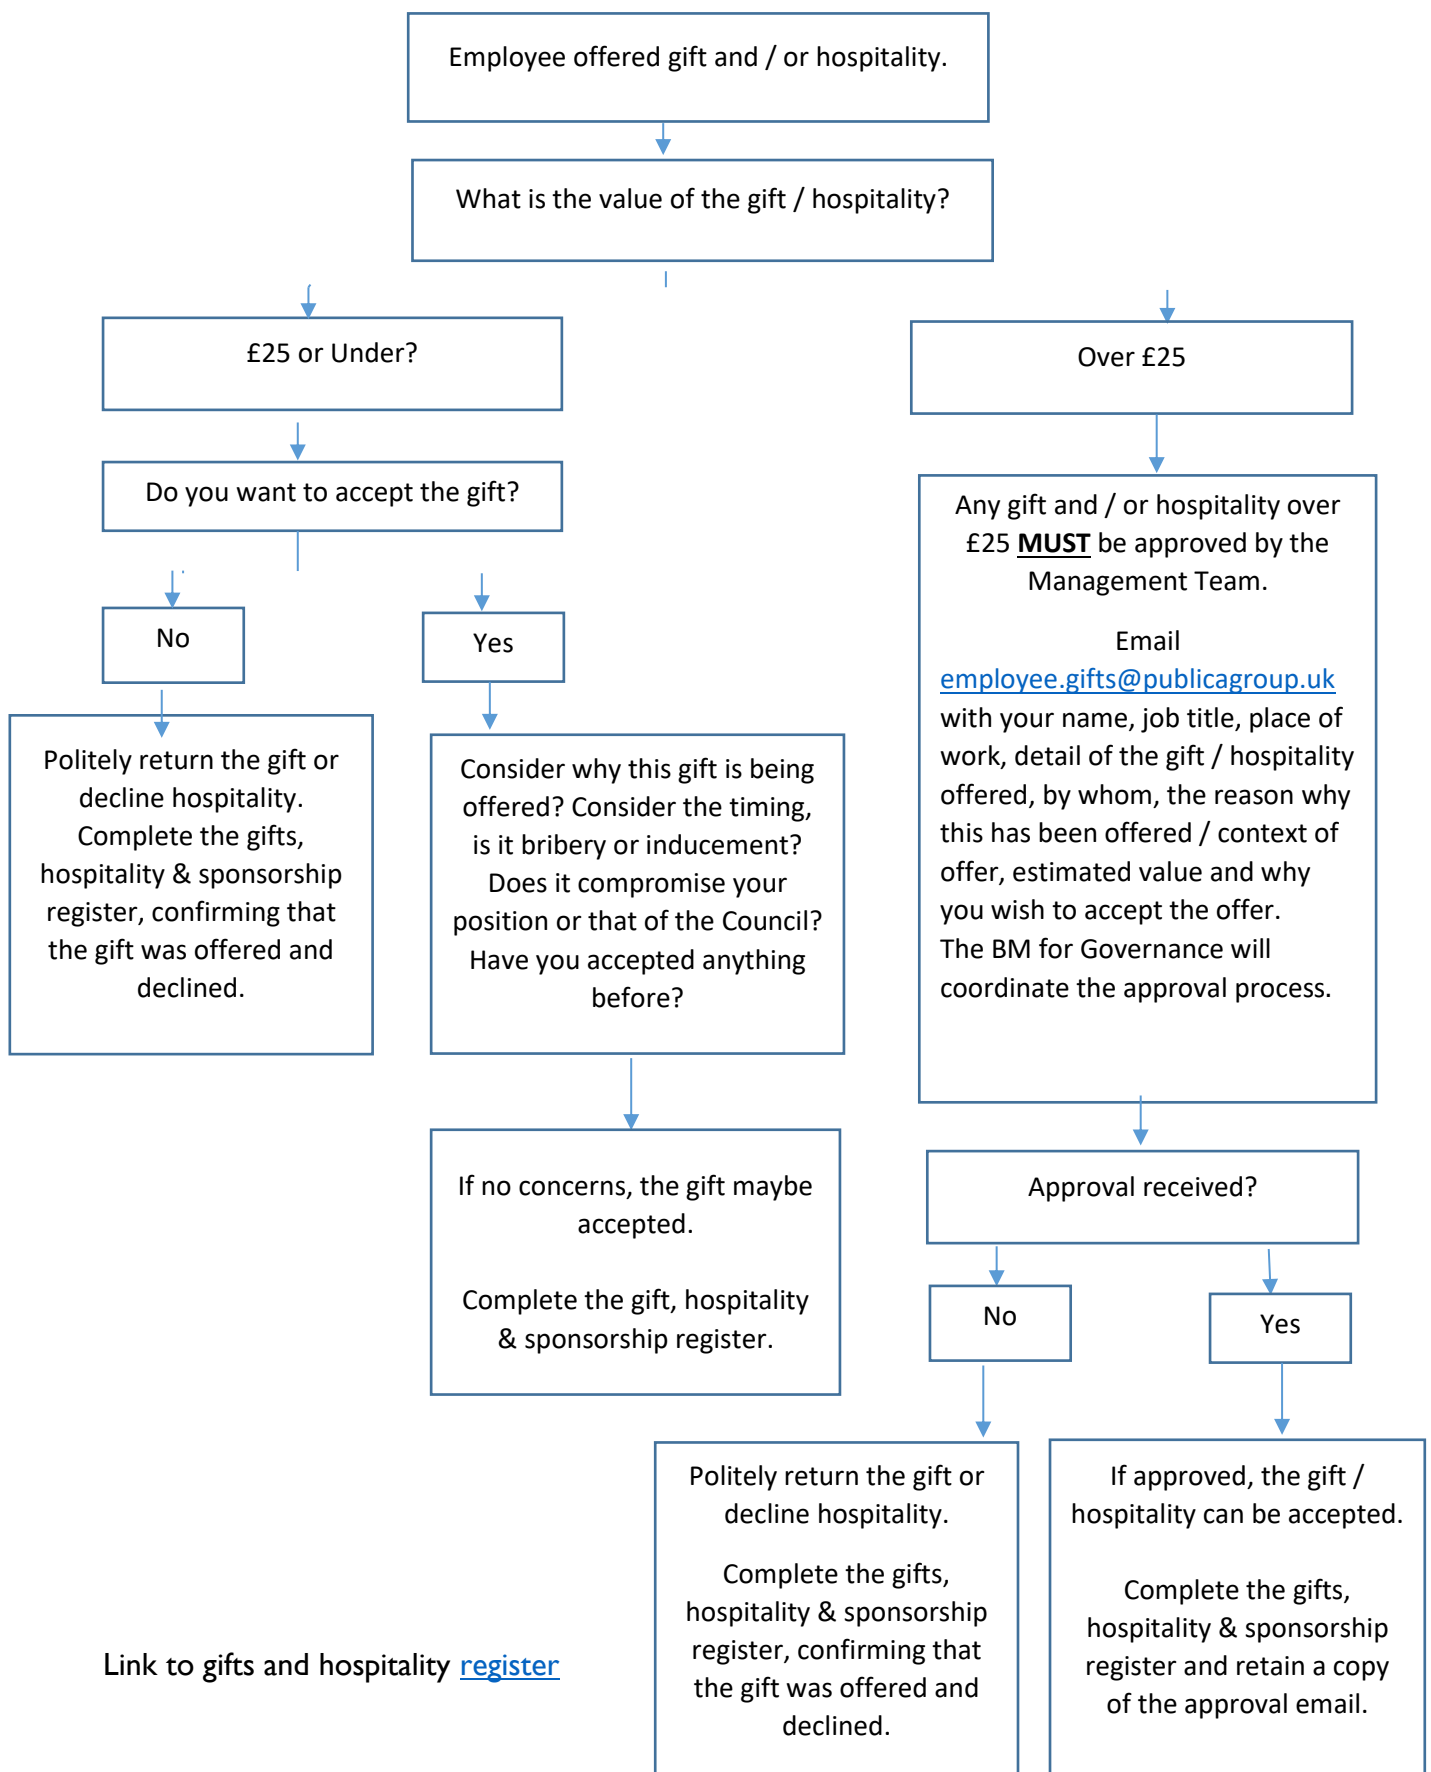 Employee offered gift and / or hospitality.
What is the value of the gift / hospitality?
£25 or Under?
Over £25
Do you want to accept the gift?
No
Yes
Politely return the gift or
decline hospitality.
Complete the gifts,
hospitality & sponsorship
register, confirming that
the gift was offered and
declined.
Consider why this gift is being
offered? Consider the timing,
is it bribery or inducement?
Does it compromise your
position or that of the Council?
Have you accepted anything
before?
If no concerns, the gift maybe
accepted.
Complete the gift, hospitality
& sponsorship register.
Any gift and / or hospitality over
£25 MUST be approved by the
Management Team.
Email
employee.gifts@publicagroup.uk
with your name, job title, place of
work, detail of the gift / hospitality
offered, by whom, the reason why
this has been offered / context of
offer, estimated value and why
you wish to accept the offer.
The BM for Governance will
coordinate the approval process.
Approval received?
No
Yes
Politely return the gift or
decline hospitality.
Complete the gifts,
hospitality & sponsorship
register, confirming that
the gift was offered and
declined.
If approved, the gift /
hospitality can be accepted.
Complete the gifts,
hospitality & sponsorship
register and retain a copy
of the approval email.
Link to gifts and hospitality register